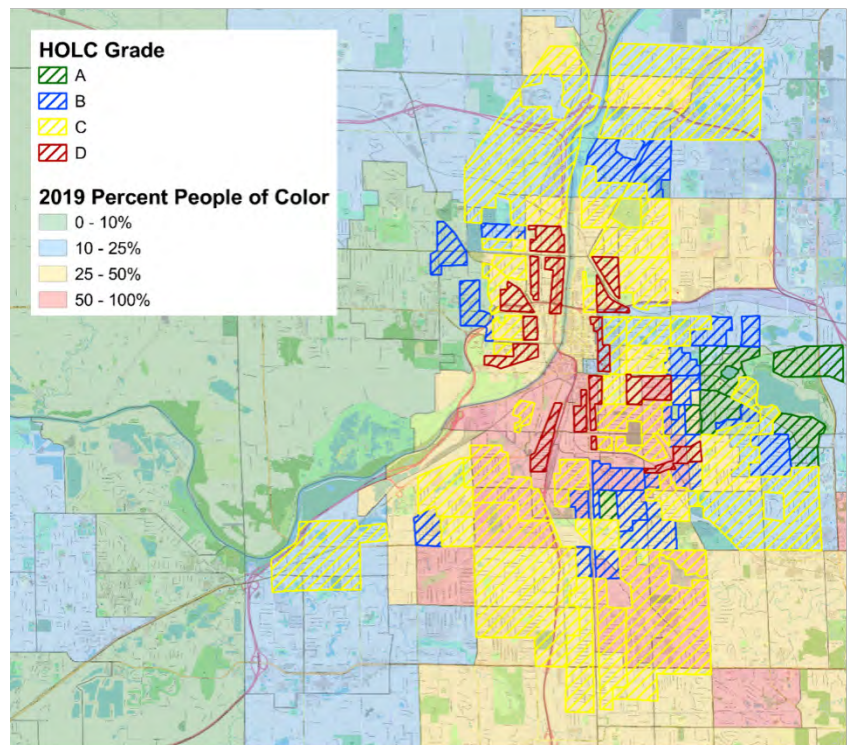 HOLC Grade
A
B
C
D
2019 Percent People of Color
0 - 10%
10 - 25%
25 - 50%
50 - 100%